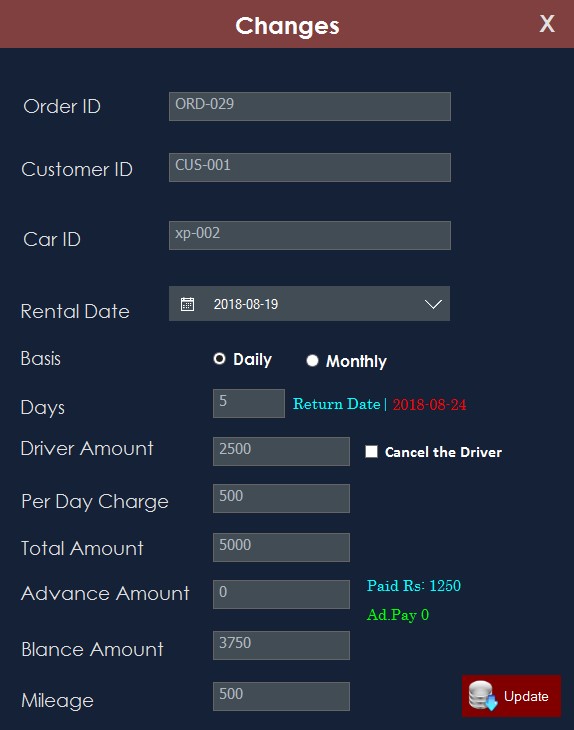 Changes X
Order ID ORD-029
Customer ID CUS-001
Car ID xp-002
Rental Date 2018-08-19
Basis Daily Monthly
Days 5 Return Date| 2018-08-24
Driver Amount 2500 Cancel the Driver
Per Day Charge 500
Total Amount 5000
Advance Amount 0 Paid Rs: 1250
Ad.Pay 0
Blance Amount 3750
Mileage 500 Update